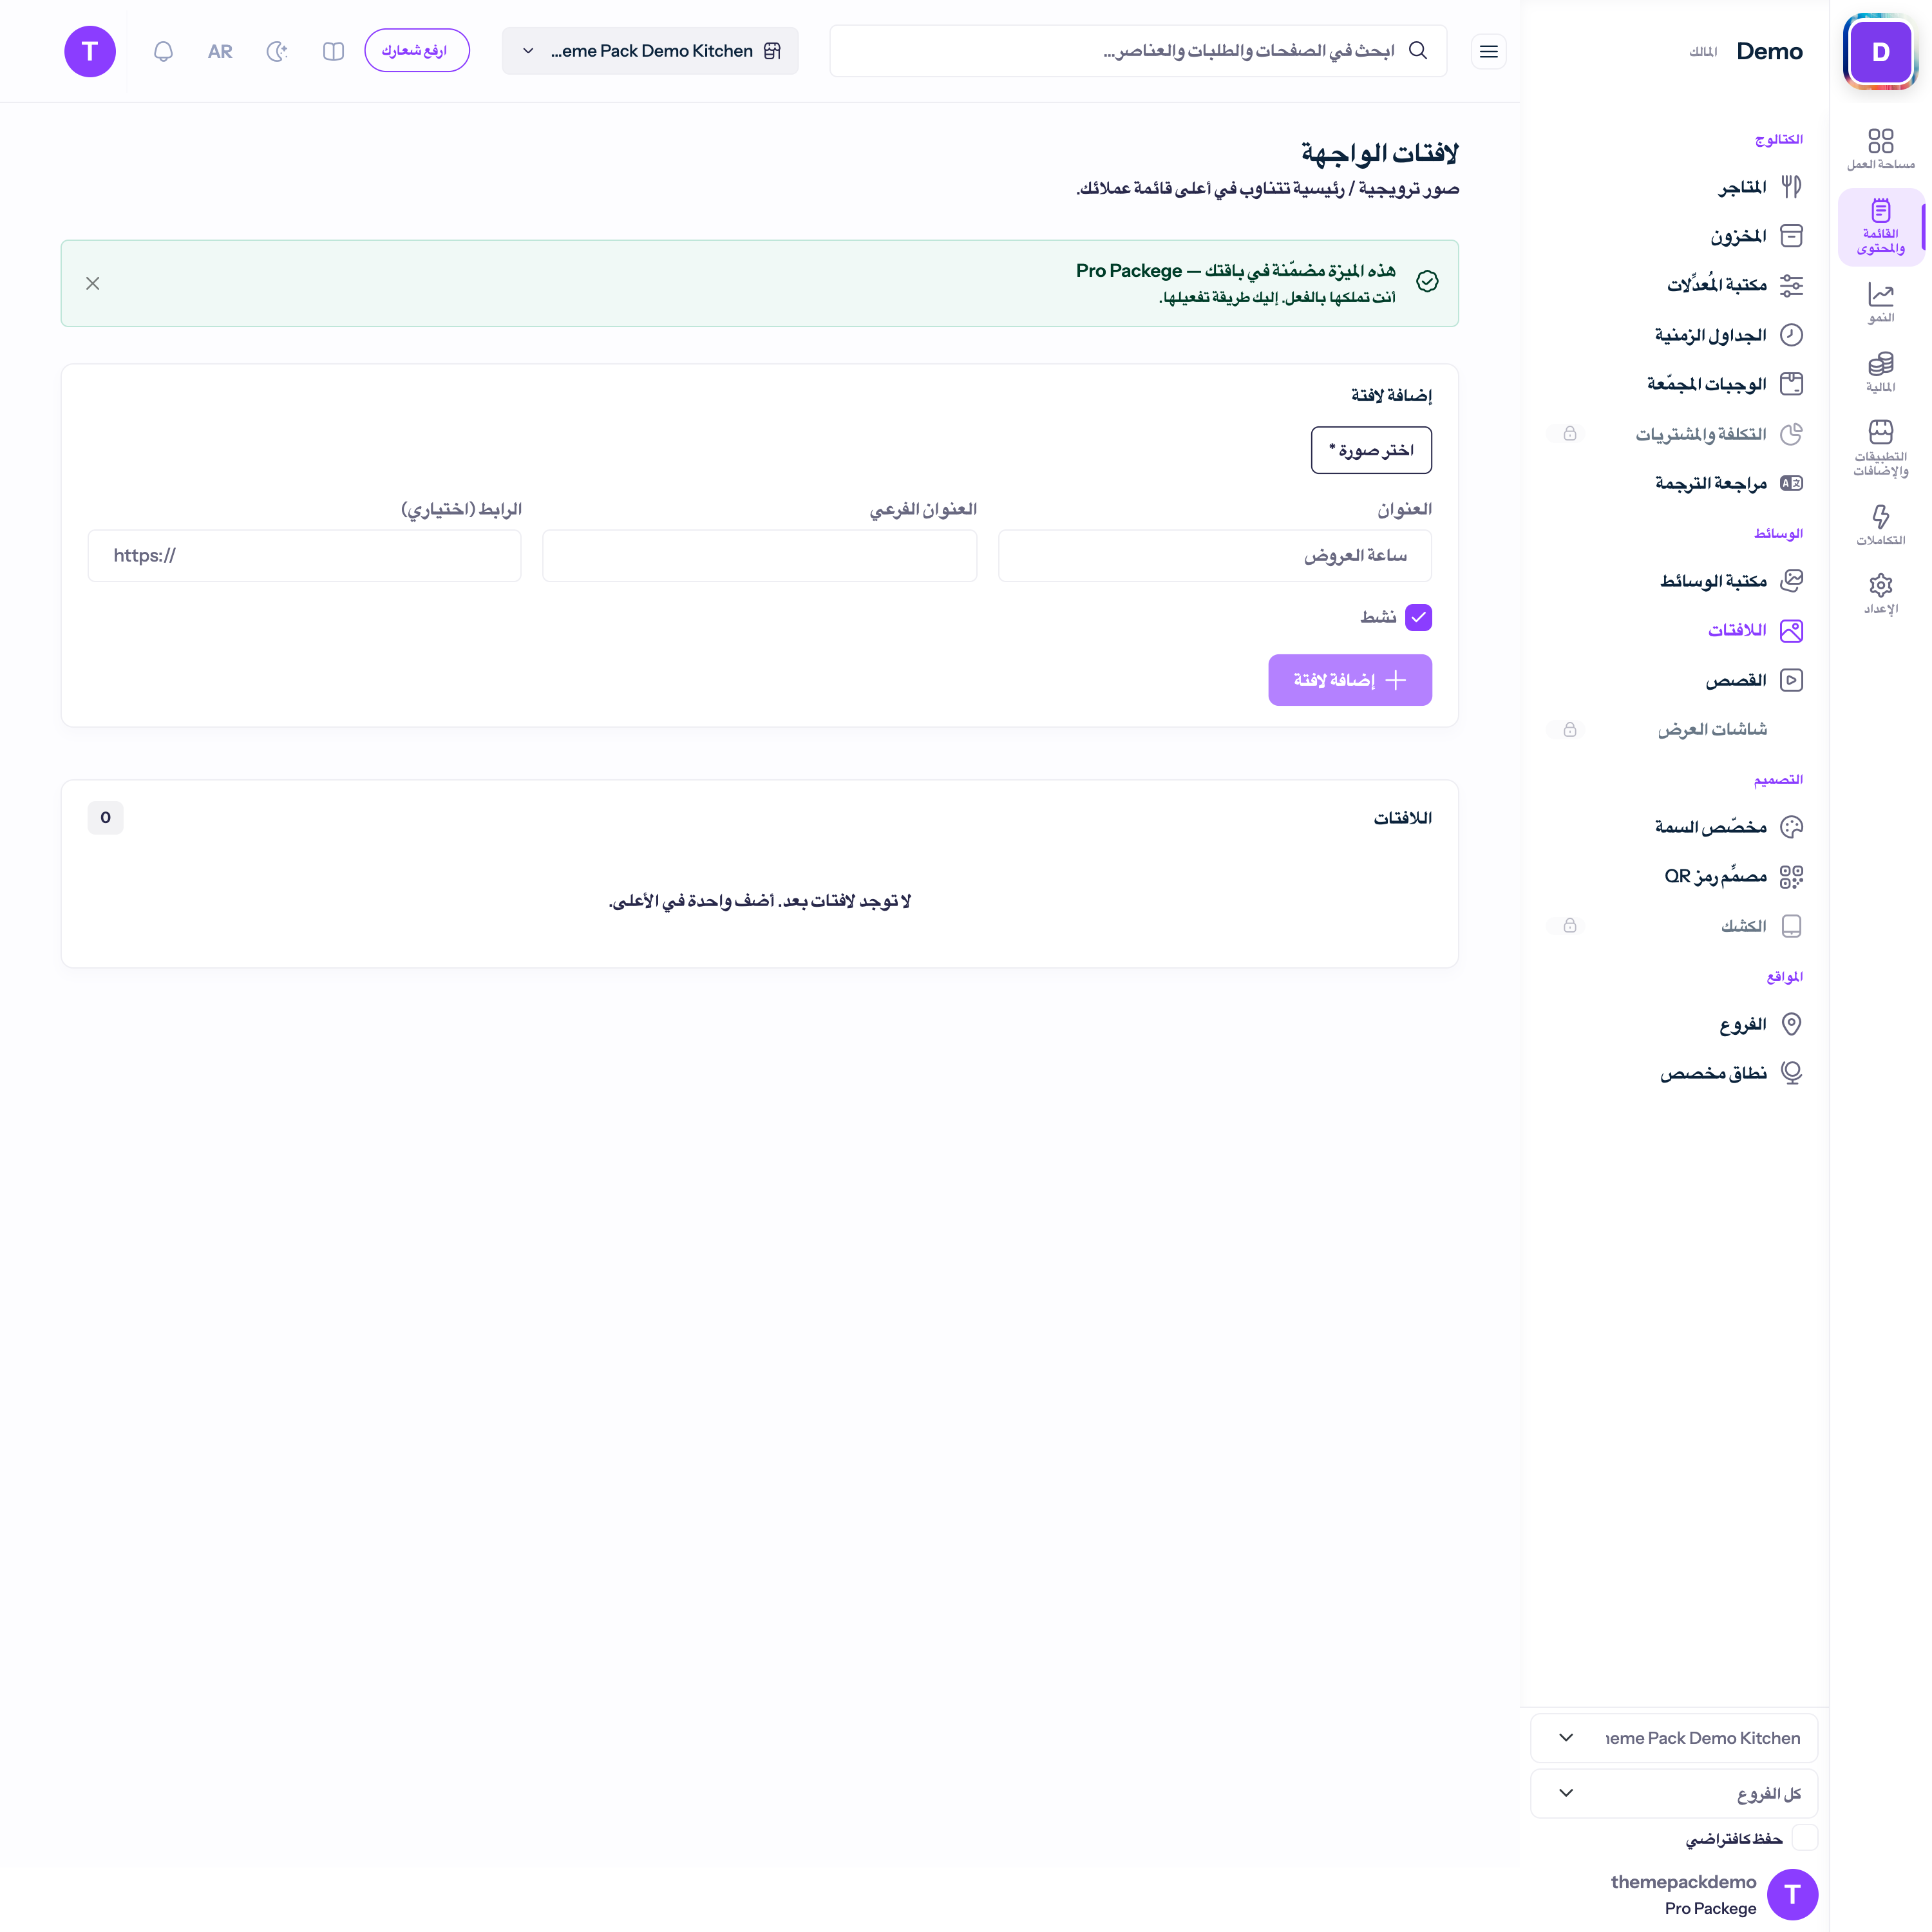 D
مساحة العمل
القائمة
والمحتوى
النمو
المالية
التطبيقات
والإضافات
التكاملات
الإعداد
Demo المالك
الكتالوج
المتاجر
المخزون
مكتبة المُعدِّلات
الجداول الزمنية
الوجبات المجمّعة
التكلفة والمشتريات
مراجعة الترجمة
الوسائط
مكتبة الوسائط
اللافتات
القصص
شاشات العرض
التصميم
مخصّص السمة
مصمِّم رمز QR
الكشك
المواقع
الفروع
نطاق مخصص
heme Pack Demo Kitchen
كل الفروع
حفظ كافتراضي
T
themepackdemo
Pro Packege
ابحث في الصفحات والطلبات والعناصر...
...eme Pack Demo Kitchen
ارفع شعارك
AR
T
لافتات الواجهة
صور ترويجية / رئيسية تتناوب في أعلى قائمة عملائك.
هذه الميزة مضمّنة في باقتك — Pro Packege
أنت تملكها بالفعل. إليك طريقة تفعيلها.
إضافة لافتة
اختر صورة *
العنوان
ساعة العروض
العنوان الفرعي
الرابط (اختياري)
https://
نشط
إضافة لافتة
اللافتات
0
لا توجد لافتات بعد. أضف واحدة في الأعلى.